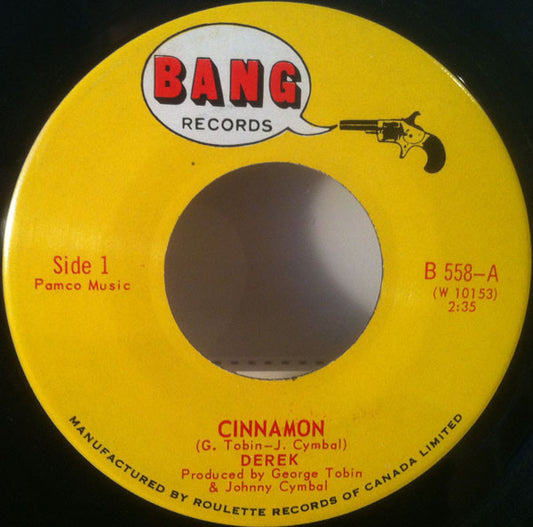 BANG
RECORDS
Side 1
Pamco Music
B 558-A
(W 10153)
2:35
CINNAMON
(G. Tobin-J. Cymbal)
DEREK
Produced by George Tobin
& Johnny Cymbal
MANUFACTURED BY ROULETTE RECORDS OF CANADA LIMITED